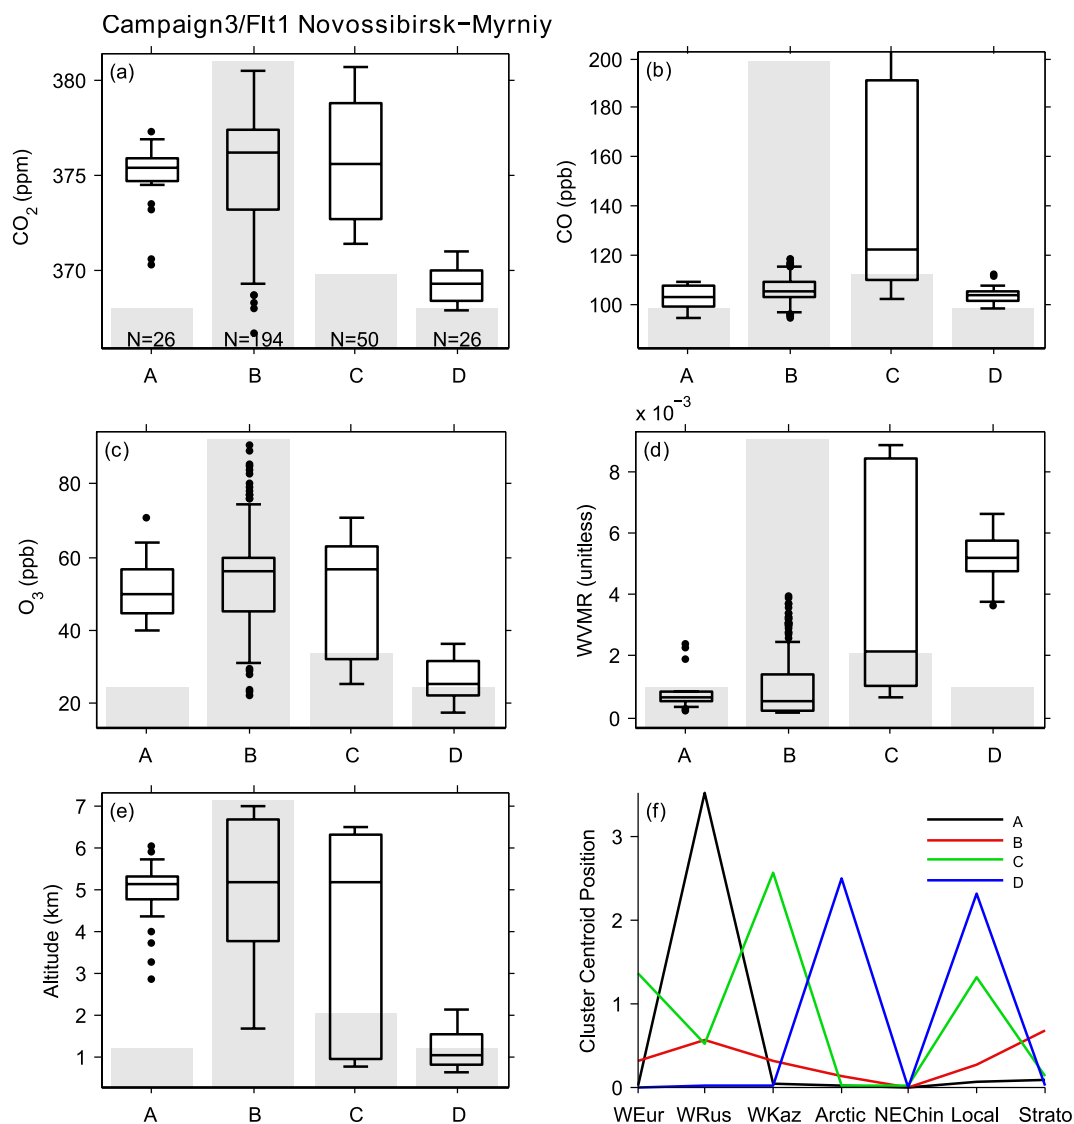 Campaign3/Flt1 Novossibirsk−Myrniy
(a)
CO2 (ppm)
380
375
370
N=26 N=194 N=50 N=26
A B C D
(b)
CO (ppb)
200
180
160
140
120
100
A B C D
(c)
O3 (ppb)
80
60
40
20
A B C D
x 10−3
(d)
WVMR (unitless)
8
6
4
2
0
A B C D
(e)
Altitude (km)
7
6
5
4
3
2
1
A B C D
(f)
Cluster Centroid Position
3
2
1
0
A
B
C
D
WEur WRus WKaz Arctic NEChin Local Strato